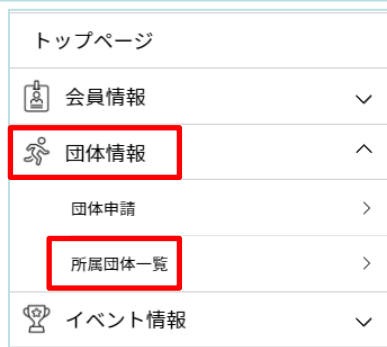 トップページ
会員情報
団体情報
団体申請
所属団体一覧
イベント情報